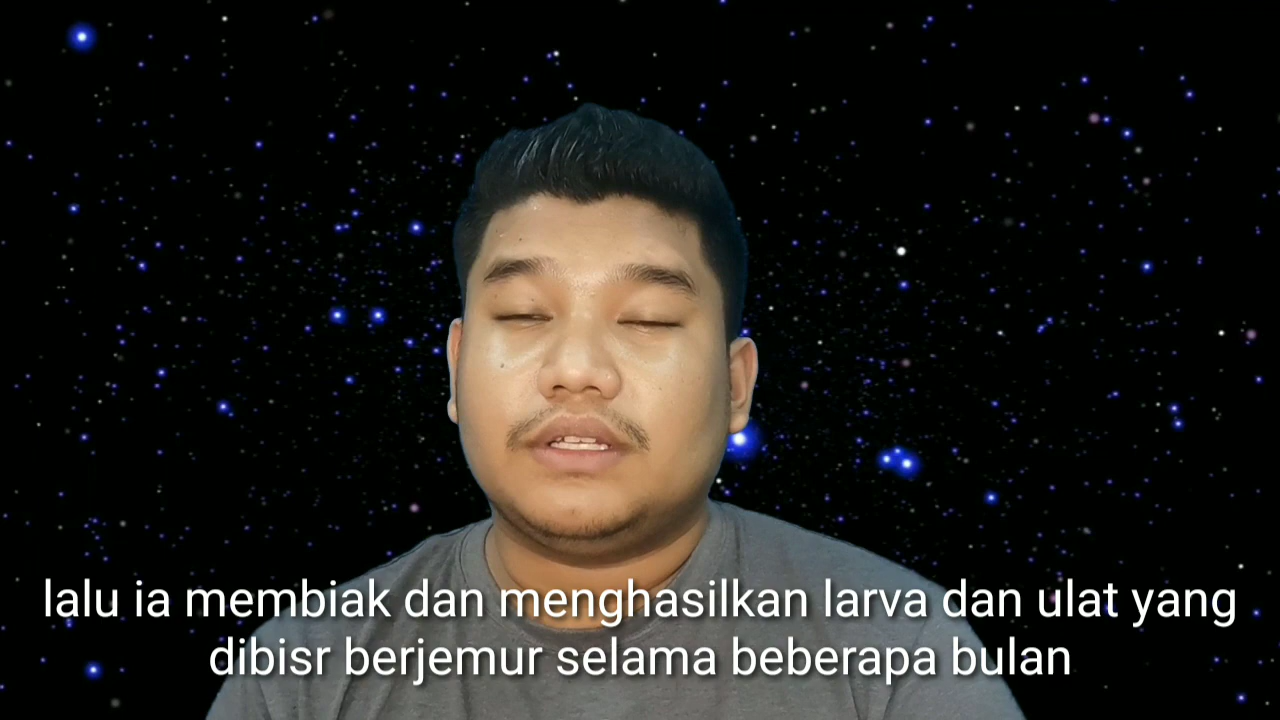 lalu ia membiak dan menghasilkan larva dan ulat yang
dibisr berjemur selama beberapa bulan